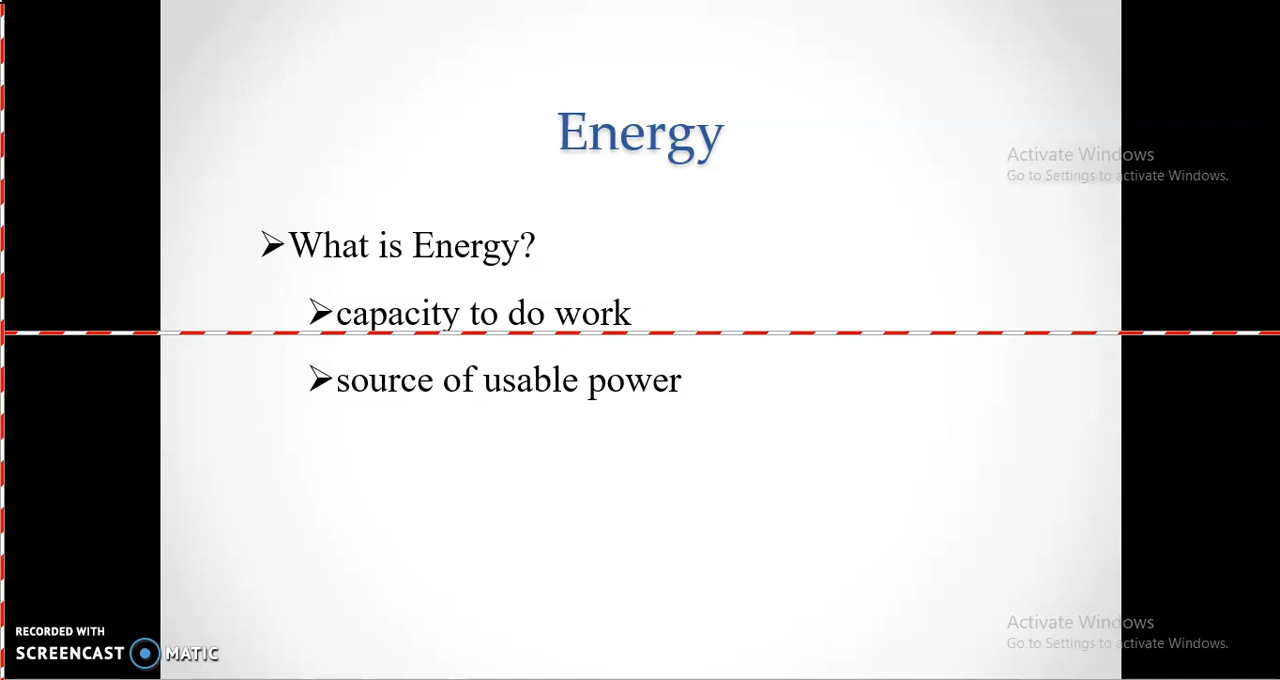 Energy
Activate Windows
Go to Settings to activate Windows.
➢What is Energy?
➢capacity to do work
➢source of usable power
Activate Windows
Go to Settings to activate Windows.
RECORDED WITH
SCREENCAST MATIC